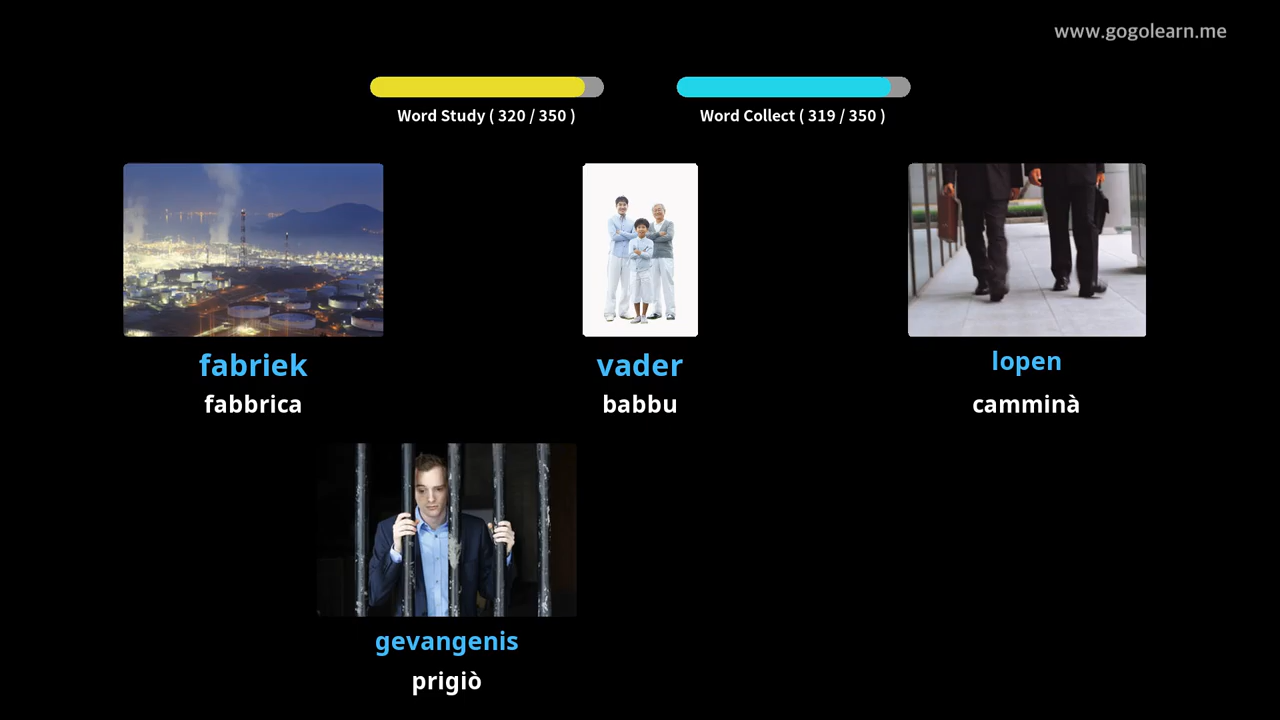 www.gogolearn.me
Word Study ( 320 / 350 )
Word Collect ( 319 / 350 )
fabriek
fabbrica
vader
babbu
lopen
camminà
gevangenis
prigiò